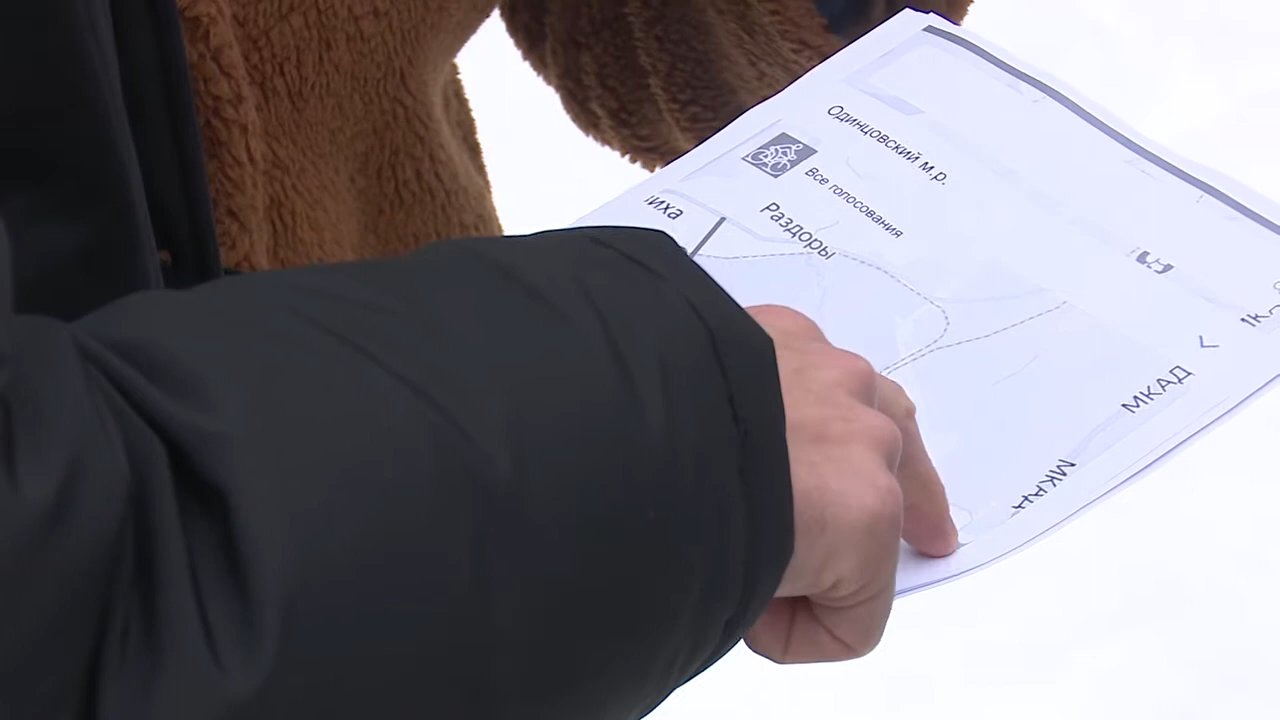 Одинцовский м.р.
Все голосования
Раздоры
иха
МКАД
МКАД